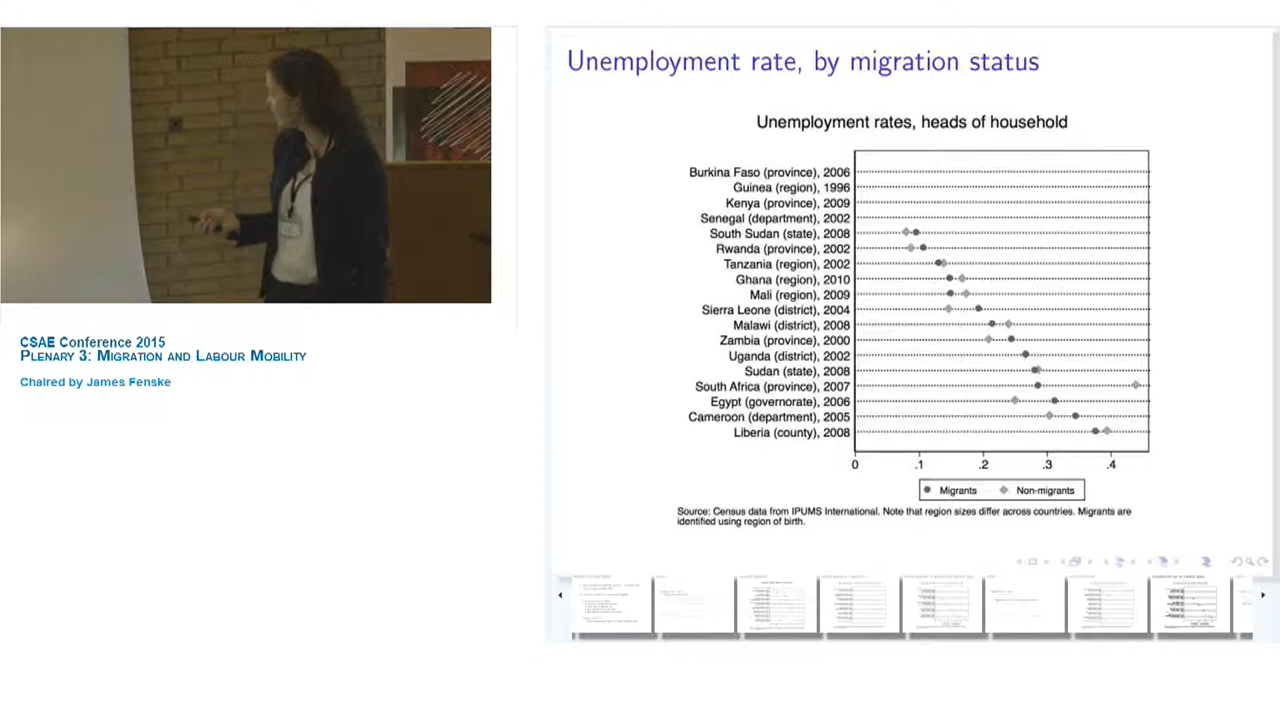 CSAE Conference 2015
Plenary 3: Migration and Labour Mobility
Chaired by James Fenske
Unemployment rate, by migration status
Unemployment rates, heads of household
Burkina Faso (province), 2006
Guinea (region), 1996
Kenya (province), 2009
Senegal (department), 2002
South Sudan (state), 2008
Rwanda (province), 2002
Tanzania (region), 2002
Ghana (region), 2010
Mali (region), 2009
Sierra Leone (district), 2004
Malawi (district), 2008
Zambia (province), 2000
Uganda (district), 2002
Sudan (state), 2008
South Africa (province), 2007
Egypt (governorate), 2006
Cameroon (department), 2005
Liberia (county), 2008
0 .1 .2 .3 .4
Migrants Non-migrants
Source: Census data from IPUMS International. Note that region sizes differ across countries. Migrants are
identified using region of birth.